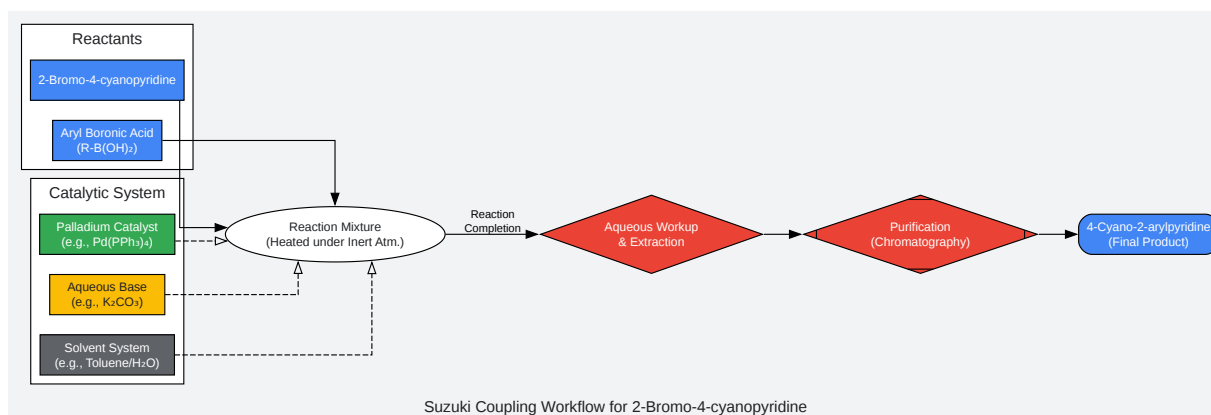 Reactants
2-Bromo-4-cyanopyridine
Aryl Boronic Acid
(R-B(OH)₂)
Catalytic System
Palladium Catalyst
(e.g., Pd(PPh₃)₄)
Aqueous Base
(e.g., K₂CO₃)
Solvent System
(e.g., Toluene/H₂O)
Reaction Mixture
(Heated under Inert Atm.)
Reaction
Completion
Aqueous Workup
& Extraction
Purification
(Chromatography)
4-Cyano-2-arylpyridine
(Final Product)
Suzuki Coupling Workflow for 2-Bromo-4-cyanopyridine